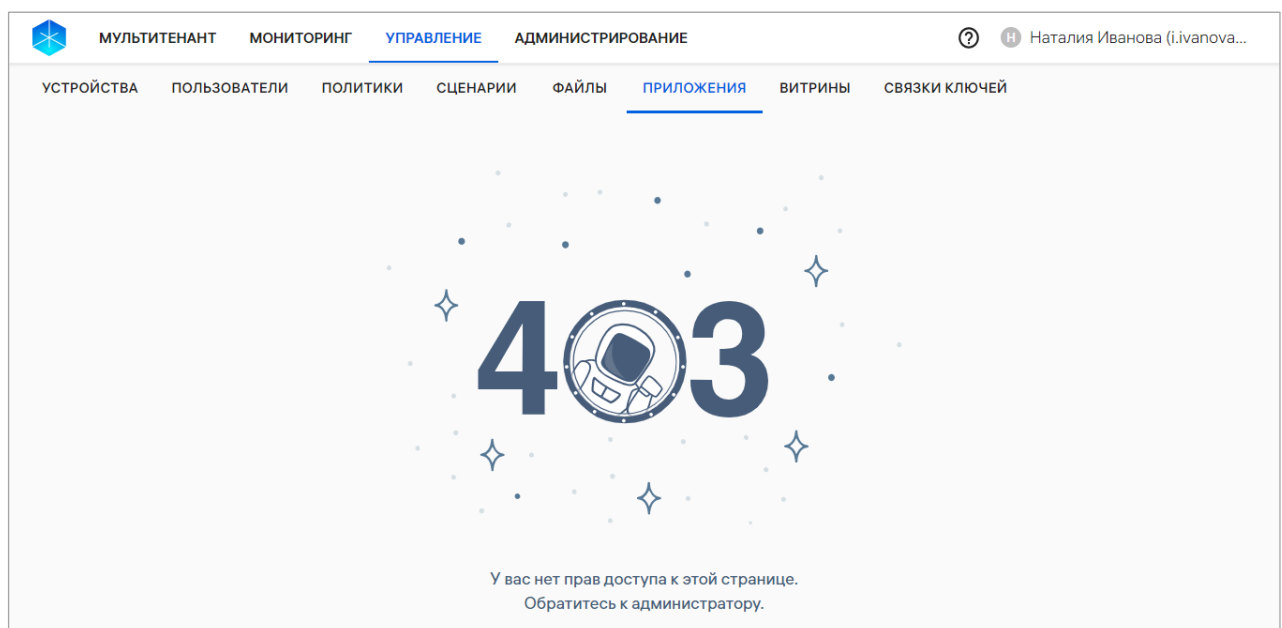 МУЛЬТИТЕНАНТ МОНИТОРИНГ УПРАВЛЕНИЕ АДМИНИСТРИРОВАНИЕ ? Н Наталия Иванова (i.ivanova...
УСТРОЙСТВА ПОЛЬЗОВАТЕЛИ ПОЛИТИКИ СЦЕНАРИИ ФАЙЛЫ ПРИЛОЖЕНИЯ ВИТРИНЫ СВЯЗКИ КЛЮЧЕЙ
403
У вас нет прав доступа к этой странице.
Обратитесь к администратору.